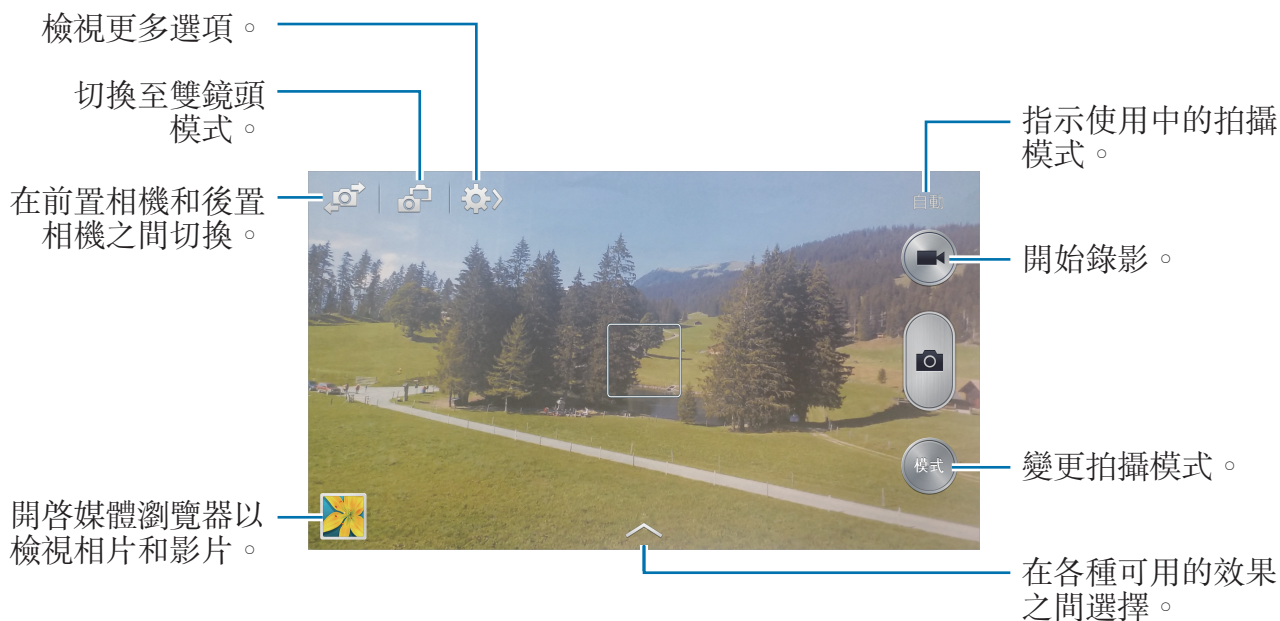 檢視更多選項。
切換至雙鏡頭
模式。
在前置相機和後置
相機之間切換。
開啓媒體瀏覽器以
檢視相片和影片。
指示使用中的拍攝
模式。
自動
開始錄影。
模式
變更拍攝模式。
在各種可用的效果
之間選擇。